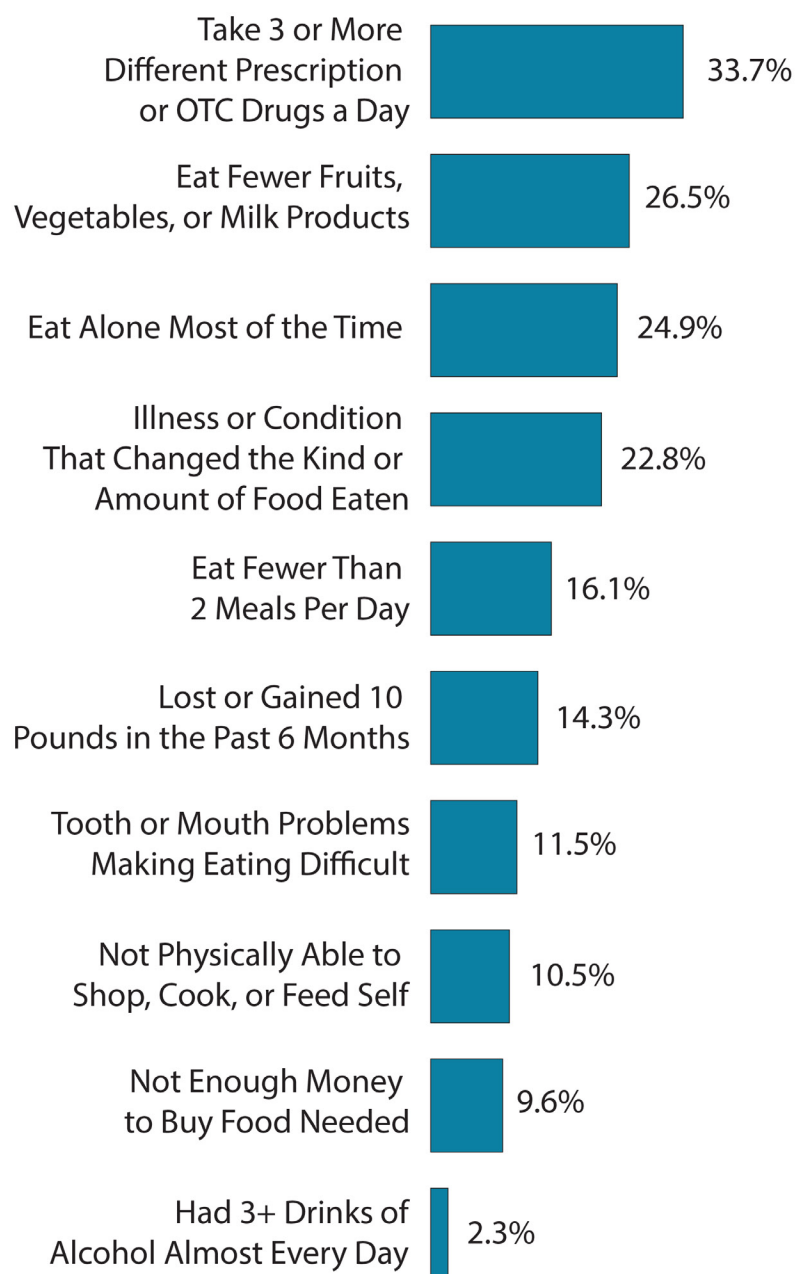 Take 3 or More
Different Prescription
or OTC Drugs a Day
33.7%
Eat Fewer Fruits,
Vegetables, or Milk Products
26.5%
Eat Alone Most of the Time
24.9%
Illness or Condition
That Changed the Kind or
Amount of Food Eaten
22.8%
Eat Fewer Than
2 Meals Per Day
16.1%
Lost or Gained 10
Pounds in the Past 6 Months
14.3%
Tooth or Mouth Problems
Making Eating Difficult
11.5%
Not Physically Able to
Shop, Cook, or Feed Self
10.5%
Not Enough Money
to Buy Food Needed
9.6%
Had 3+ Drinks of
Alcohol Almost Every Day
2.3%